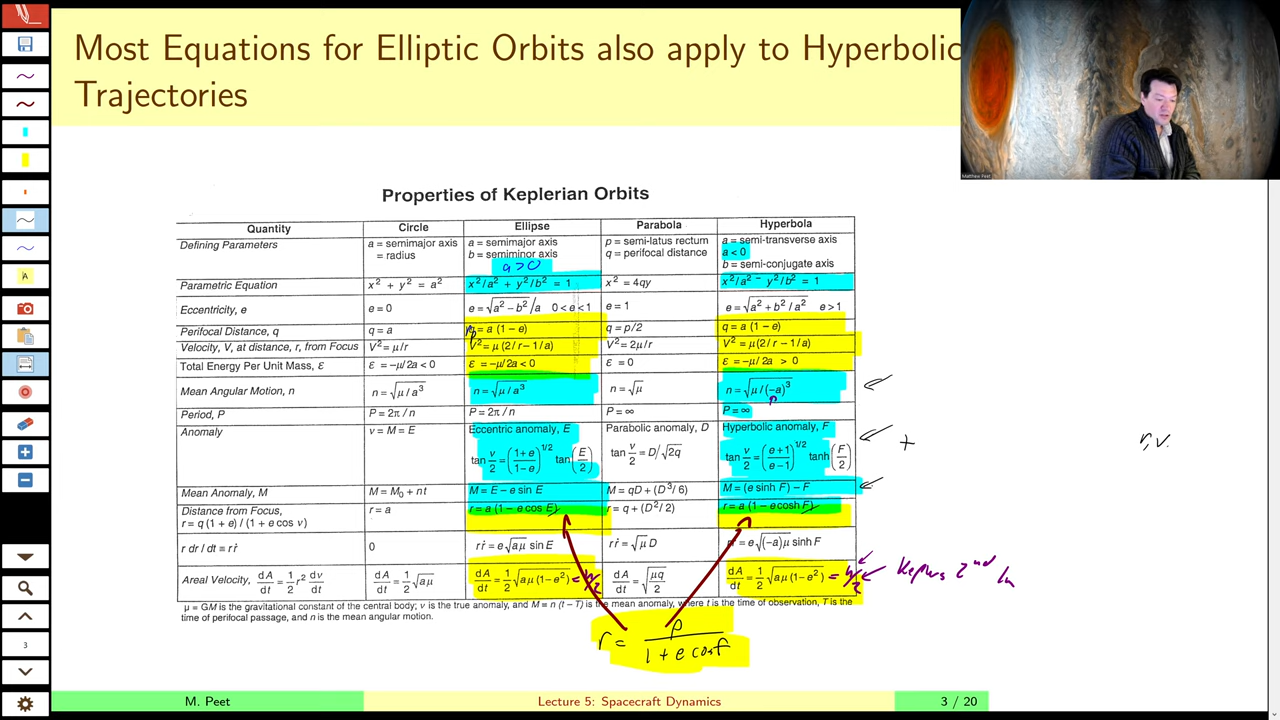 Most Equations for Elliptic Orbits also apply to Hyperbolic
Trajectories
Matthew Peet
Properties of Keplerian Orbits
Quantity Circle Ellipse Parabola Hyperbola
Defining Parameters a = semimajor axis a = semimajor axis p = semi-latus rectum a = semi-transverse axis
= radius b = semiminor axis q = perifocal distance a<0
a>0 b = semi-conjugate axis
Parametric Equation x² + y² = a² x²/a² + y²/b² = 1 x² = 4qy x²/a² − y²/b² = 1
Eccentricity, e e = 0 e = √a² − b²/a 0 < e < 1 e = 1 e = √a² + b²/a² e > 1
Perifocal Distance, q q = a = a (1 − e) q = p/2 q = a (1 − e)
Velocity, V, at distance, r, from Focus V² = μ/r V² = μ (2/r − 1/a) V² = 2μ/r V² = μ(2/r − 1/a)
Total Energy Per Unit Mass, ℰ ℰ = −μ/2a < 0 ℰ = −μ/2a < 0 ℰ = 0 ℰ = −μ/2a > 0
Mean Angular Motion, n n = √μ/a³ n = √μ/a³ n = √μ n = √μ/(−a)³
Period, P P = 2π/n P = 2π/n P = ∞ P = ∞
Anomaly ν = M = E Eccentric anomaly, E Parabolic anomaly, D Hyperbolic anomaly, F
tan ν/2 = (1+e/1−e)^1/2 tan (E/2) tan ν/2 = D/√2q tan ν/2 = (e+1/e−1)^1/2 tanh (F/2) + r,v
Mean Anomaly, M M = M₀ + nt M = E − e sin E M = qD + (D³/6) M = (e sinh F) − F
Distance from Focus, r = a r = a (1 − e cos E) r = q + (D²/2) r = a (1 − e cosh F)
r = q (1 + e) / (1 + e cos ν)
r dr / dt ≡ rṙ 0 rṙ = e √aμ sin E rṙ = √μ D = e √(−a)μ sinh F
Areal Velocity, dA/dt = 1/2 r² dν/dt dA/dt = 1/2 √aμ dA/dt = 1/2 √aμ (1−e²) = h/2 dA/dt = √μq/2 dA/dt = 1/2 √aμ (1−e²) = h/2 2nd
μ = GM is the gravitational constant of the central body; ν is the true anomaly, and M = n (t − T) is the mean anomaly, where t is the time of observation, T is the
time of perifocal passage, and n is the mean angular motion.
r = p / 1 + e cos f
3
M. Peet Lecture 5: Spacecraft Dynamics 3 / 20